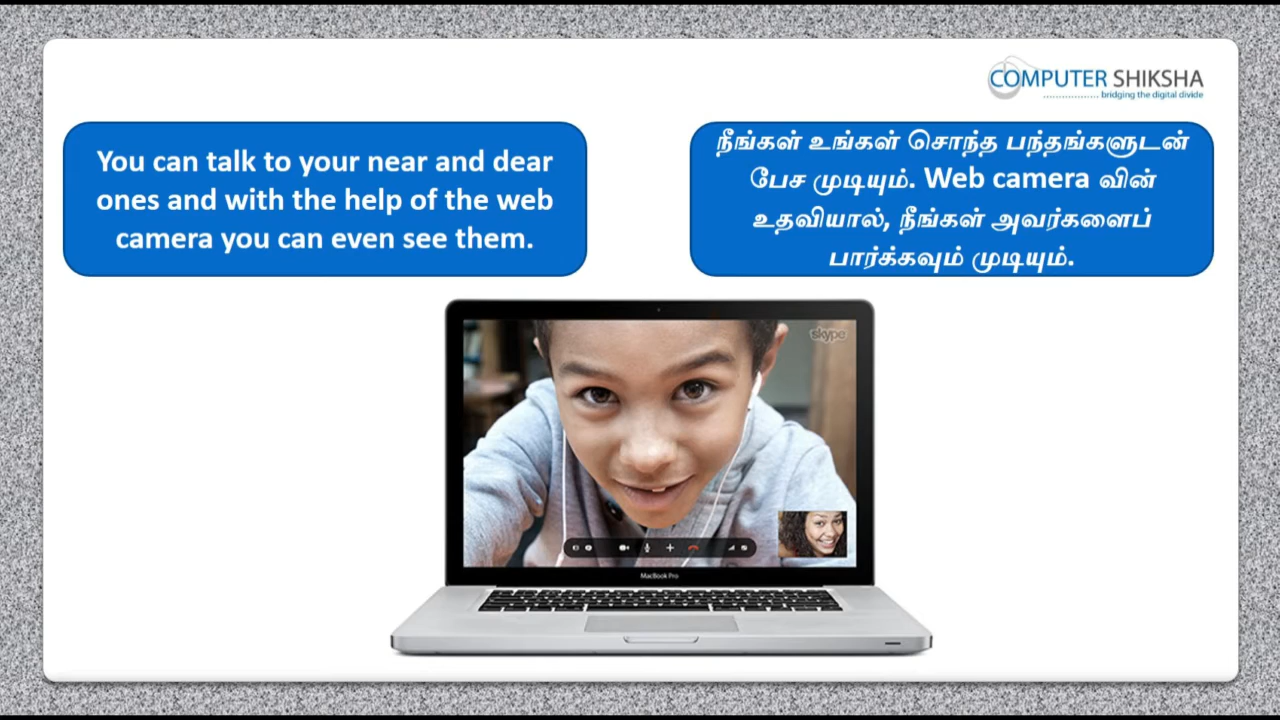 COMPUTER SHIKSHA
bridging the digital divide
You can talk to your near and dear
ones and with the help of the web
camera you can even see them.
நீங்கள் உங்கள் சொந்த பந்தங்களுடன்
பேச முடியும். Web camera வின்
உதவியால், நீங்கள் அவர்களைப்
பார்க்கவும் முடியும்.
skype
MacBook Pro